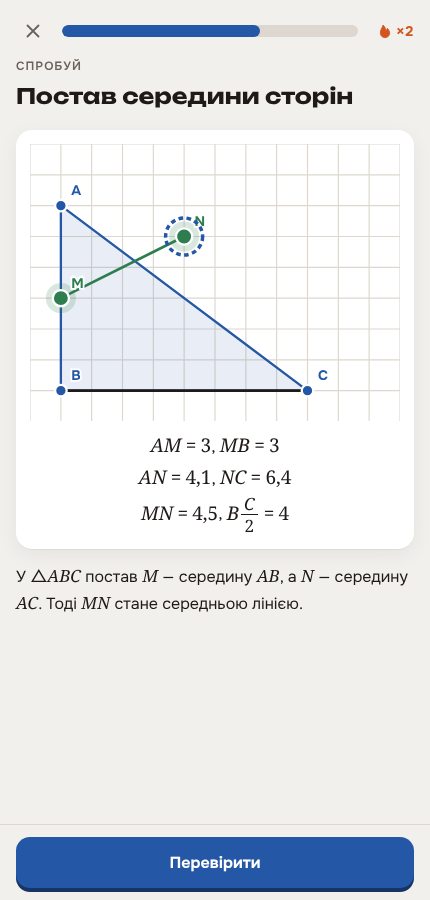 ×2
СПРОБУЙ
Постав середини сторін
A
N
M
B
C
AM = 3, MB = 3
AN = 4,1, NC = 6,4
MN = 4,5, B\frac{C}{2} = 4
У △ABC постав M – середину AB, а N – середину
AC. Тоді MN стане середньою лінією.
Перевірити